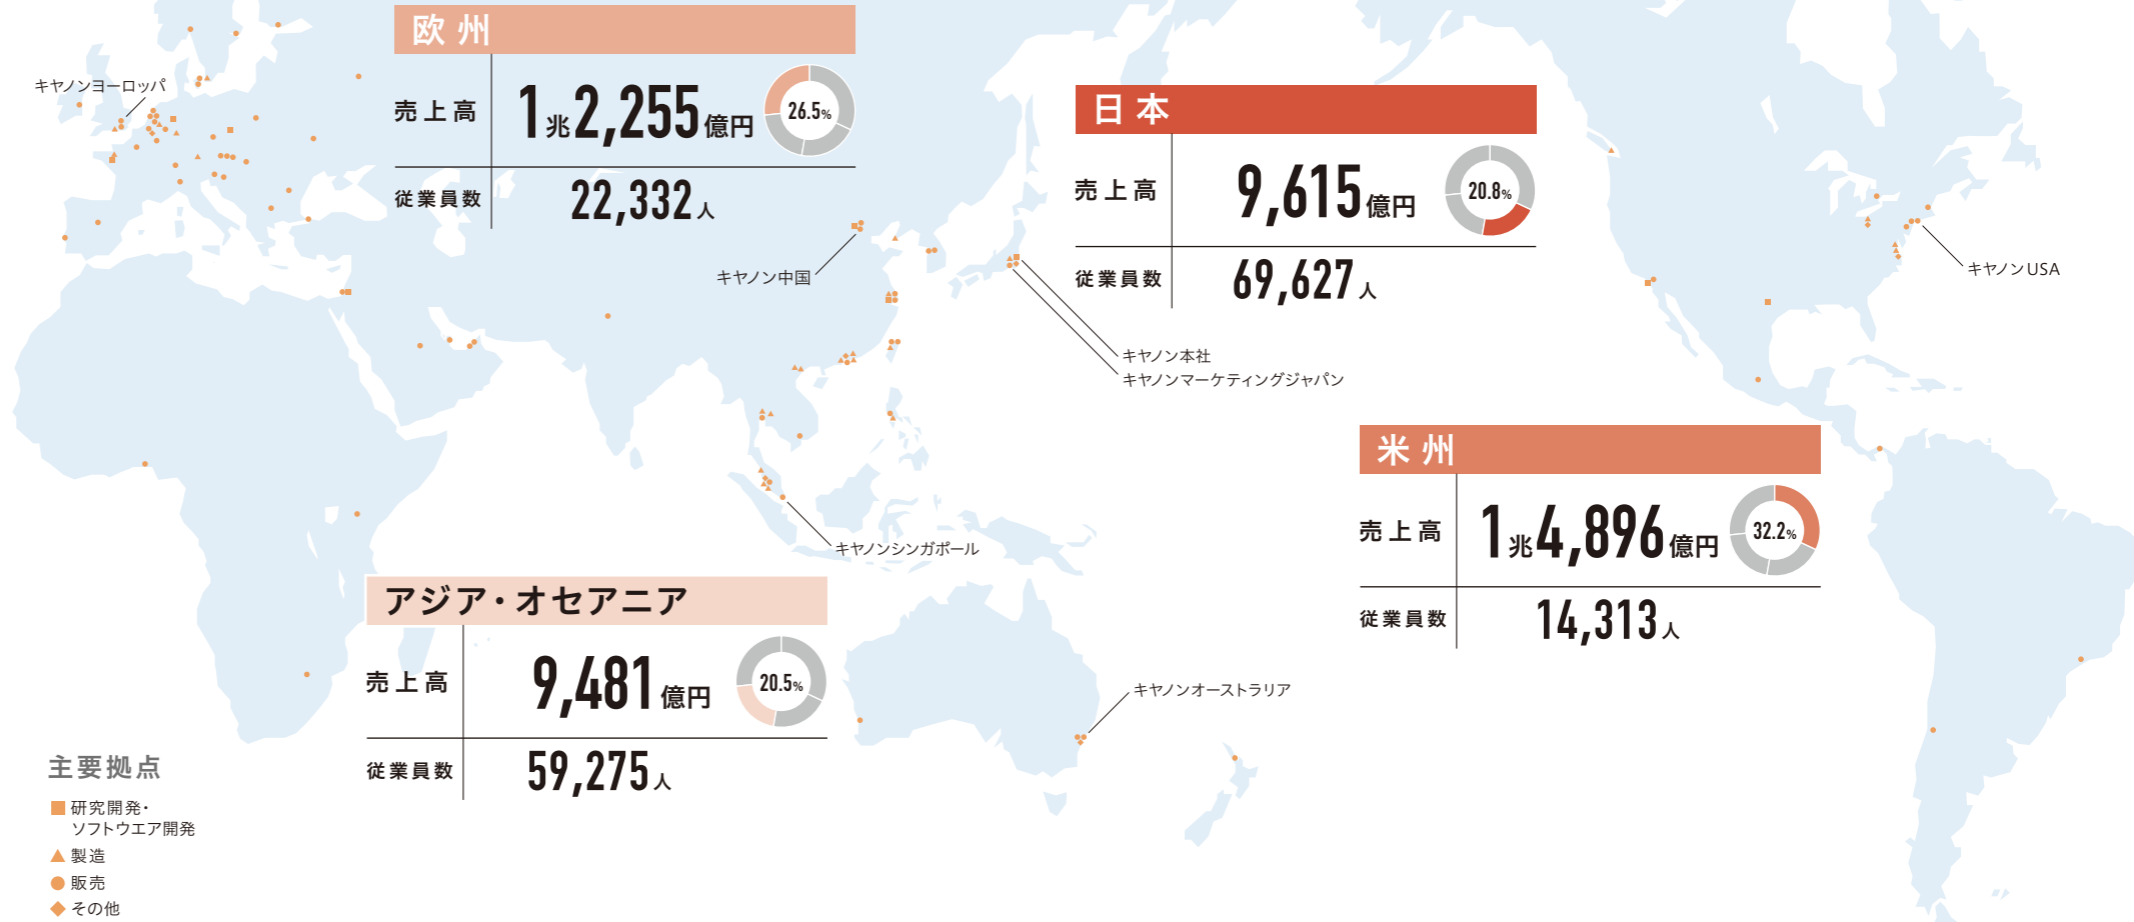 欧州
売上高
1兆2,255億円
26.5%
従業員数
22,332人
キヤノンヨーロッパ
日本
売上高
9,615億円
20.8%
従業員数
69,627人
キヤノン中国
キヤノンUSA
キヤノン本社
キヤノンマーケティングジャパン
米州
売上高
1兆4,896億円
32.2%
従業員数
14,313人
キヤノンシンガポール
アジア・オセアニア
売上高
9,481億円
20.5%
従業員数
59,275人
キヤノンオーストラリア
主要拠点
研究開発・
ソフトウエア開発
製造
販売
その他